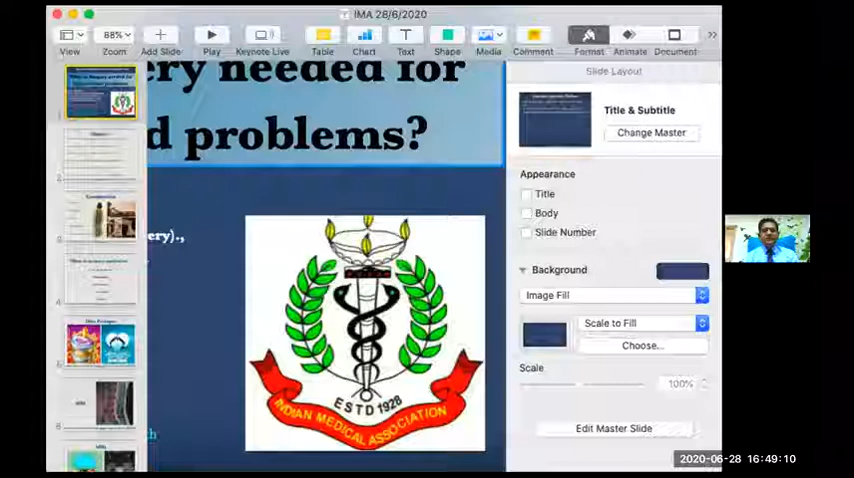 IMA 28/6/2020
88%
View
Zoom
Add Slide
Play
Keynote Live
Table
Chart
Text
Shape
Media
Comment
Format
Animate
Document
ery needed for
d problems?
ery).,
ESTD 1928
INDIAN MEDICAL ASSOCIATION
Slide Layout
Title & Subtitle
Change Master
Appearance
Title
Body
Slide Number
Background
Image Fill
Scale to Fill
Choose...
Scale
100%
Edit Master Slide
2020-06-28 16:49:10